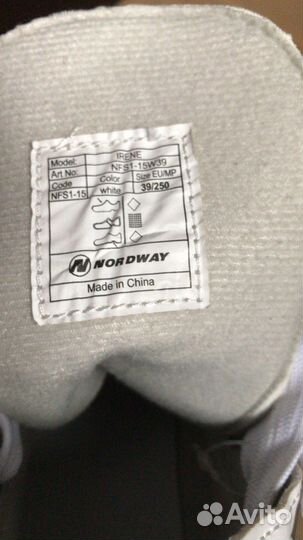 Model: IRENE
Art No: NFS1-15W39
Code Color Size EU/MP
NFS1-15 white 39/250
NORDWAY
Made in China
Avito